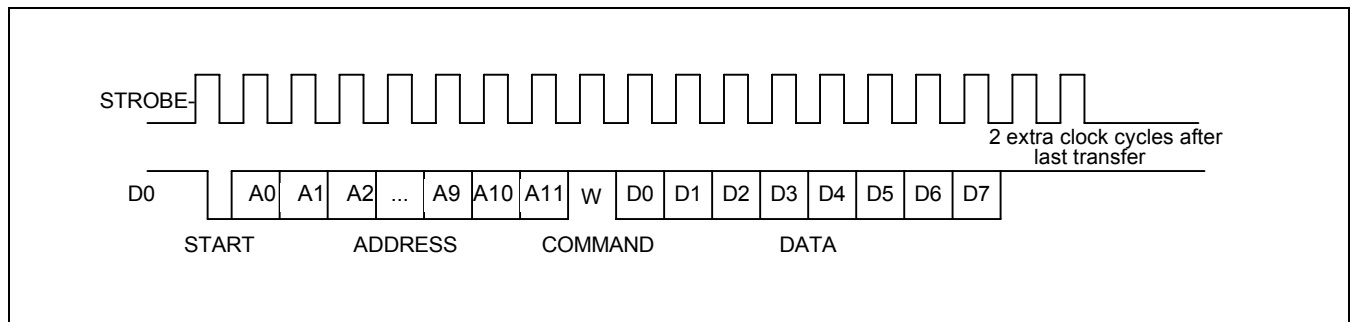 STROBE-
2 extra clock cycles after
last transfer
D0 A0 A1 A2 ... A9 A10 A11 W D0 D1 D2 D3 D4 D5 D6 D7
START ADDRESS COMMAND DATA